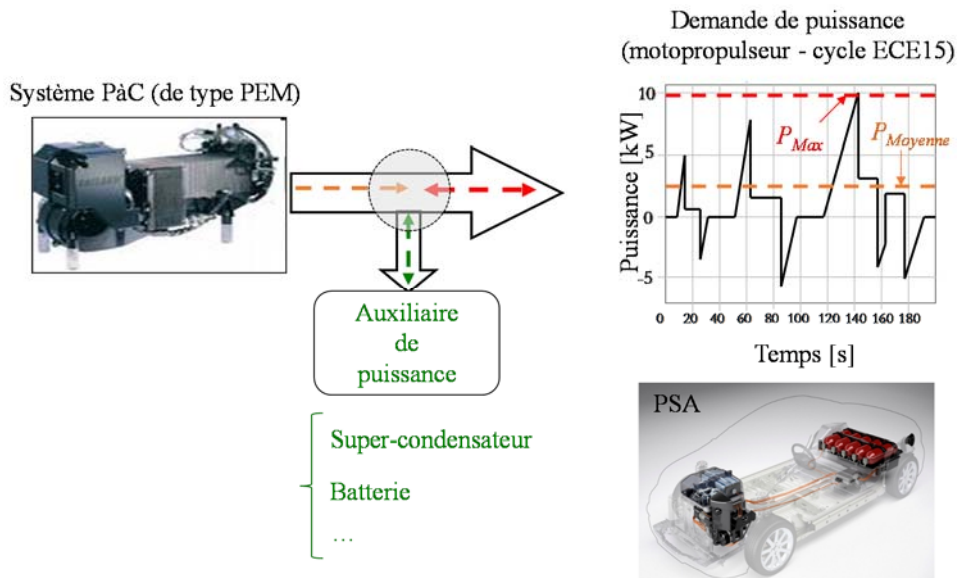 Demande de puissance
(motopropulseur - cycle ECE15)
Système PàC (de type PEM)
Puissance [kW]
10
5
0
-5
P_Max
P_Moyenne
0 20 40 60 80 100 120 140 160 180
Temps [s]
Auxiliaire
de
puissance
Super-condensateur
Batterie
...
PSA